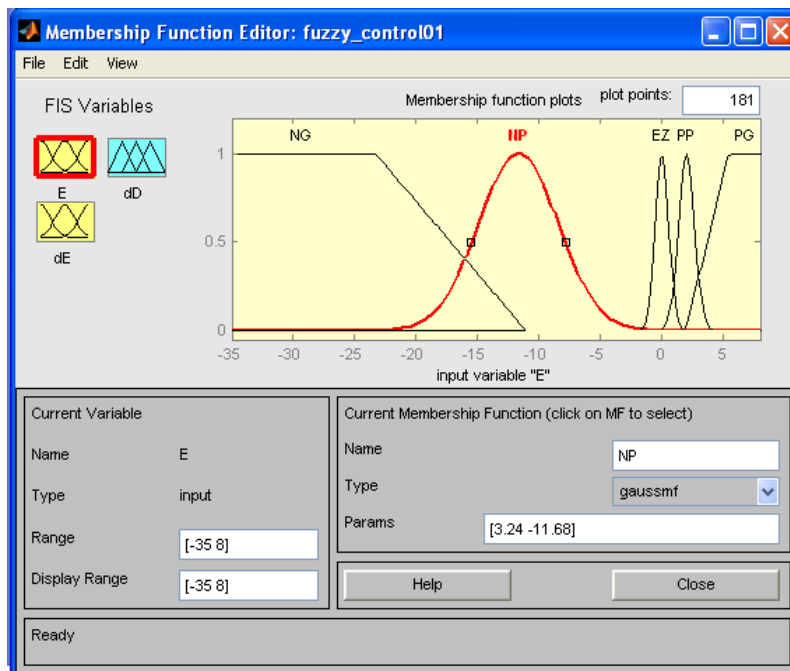 Membership Function Editor: fuzzy_control01
File Edit View
FIS Variables
Membership function plots plot points: 181
E dD
dE
NG NP EZ PP PG
1
0.5
0
-35 -30 -25 -20 -15 -10 -5 0 5
input variable "E"
Current Variable
Name E
Type input
Range [-35 8]
Display Range [-35 8]
Current Membership Function (click on MF to select)
Name NP
Type gaussmf
Params [3.24 -11.68]
Help Close
Ready